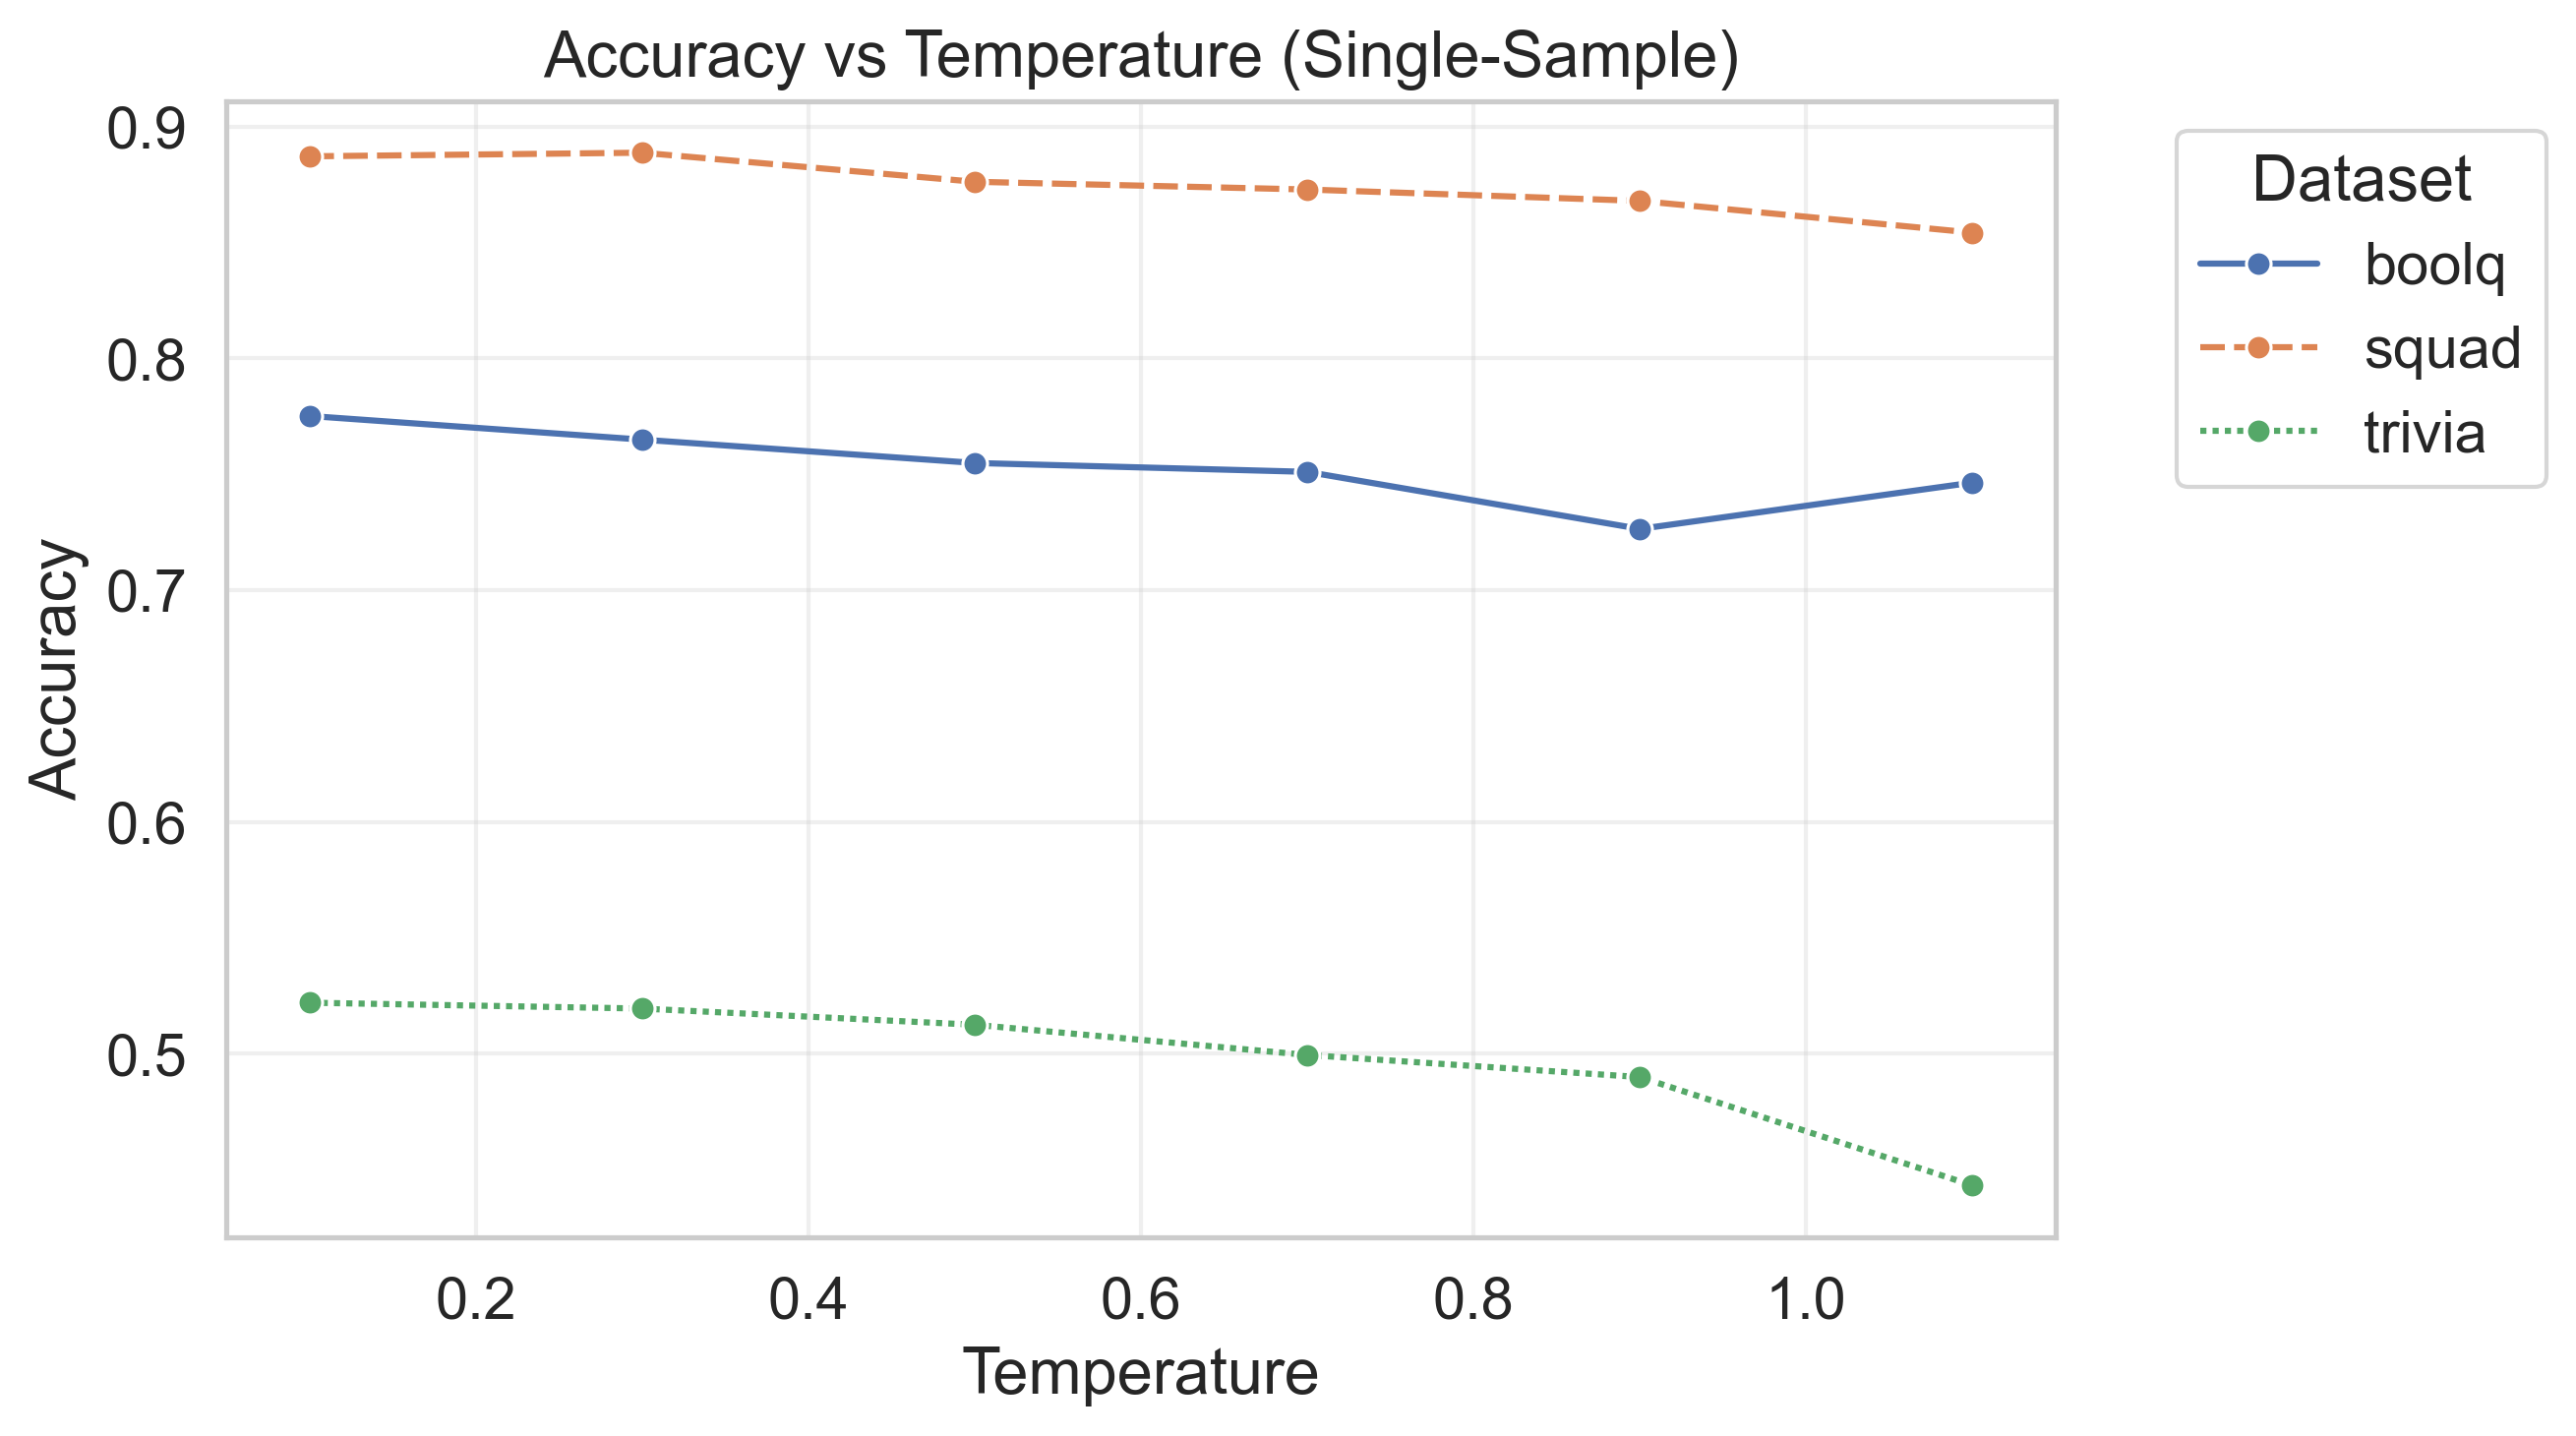 Accuracy vs Temperature (Single-Sample)
0.9
0.8
0.7
0.6
0.5
Accuracy
0.2 0.4 0.6 0.8 1.0
Temperature
Dataset
boolq
squad
trivia